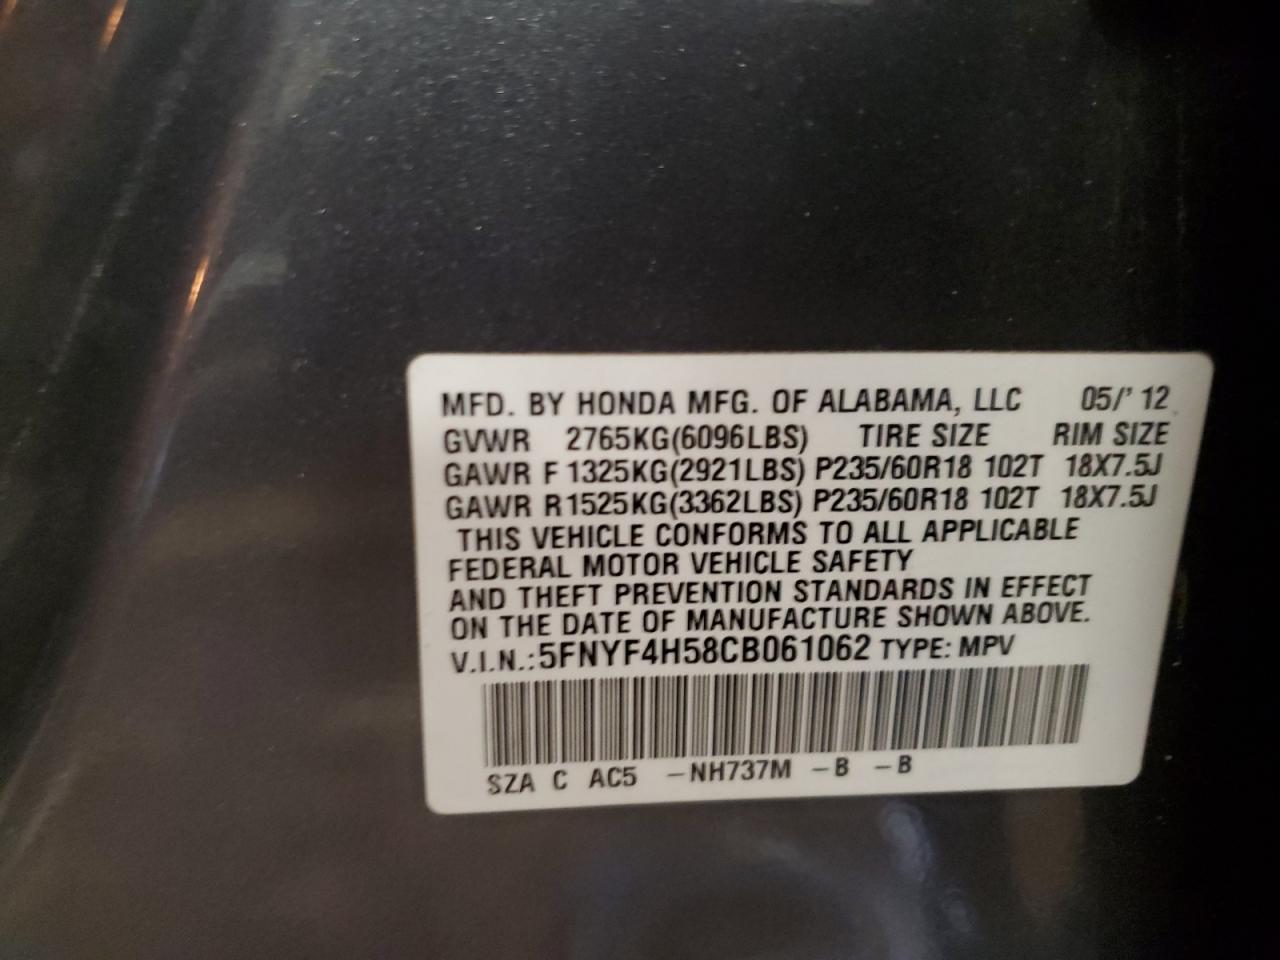 MFD. BY HONDA MFG. OF ALABAMA, LLC 05/'12
GVWR 2765KG(6096LBS) TIRE SIZE RIM SIZE
GAWR F 1325KG(2921LBS) P235/60R18 102T 18X7.5J
GAWR R 1525KG(3362LBS) P235/60R18 102T 18X7.5J
THIS VEHICLE CONFORMS TO ALL APPLICABLE
FEDERAL MOTOR VEHICLE SAFETY
AND THEFT PREVENTION STANDARDS IN EFFECT
ON THE DATE OF MANUFACTURE SHOWN ABOVE.
V.I.N.:5FNYF4H58CB061062 TYPE: MPV
SZA C AC5 -NH737M -B -B